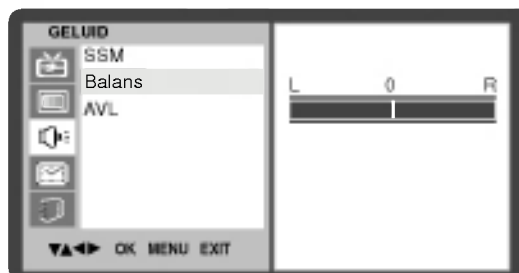 GELUID
SSM
Balans
AVL
L 0 R
▼▲◀▶ OK MENU EXIT